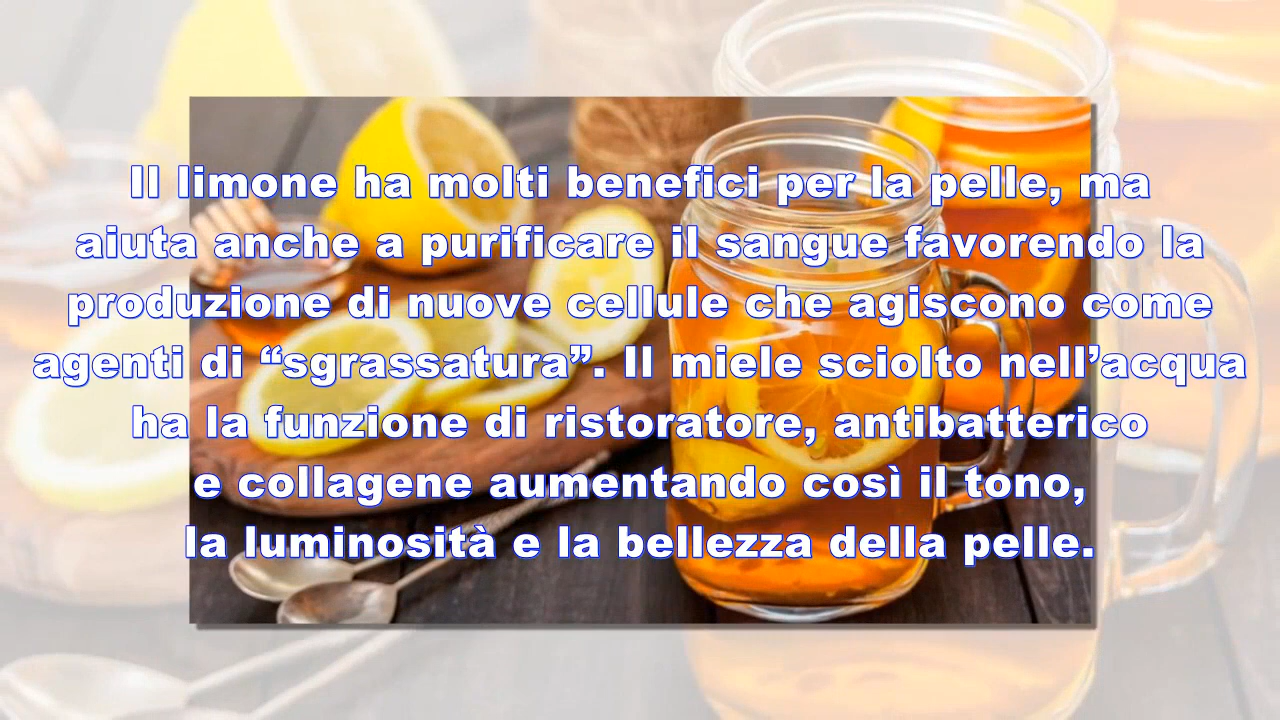 Il limone ha molti benefici per la pelle, ma
aiuta anche a purificare il sangue favorendo la
produzione di nuove cellule che agiscono come
agenti di “sgrassatura”. Il miele sciolto nell’acqua
ha la funzione di ristoratore, antibatterico
e collagene aumentando così il tono,
la luminosità e la bellezza della pelle.